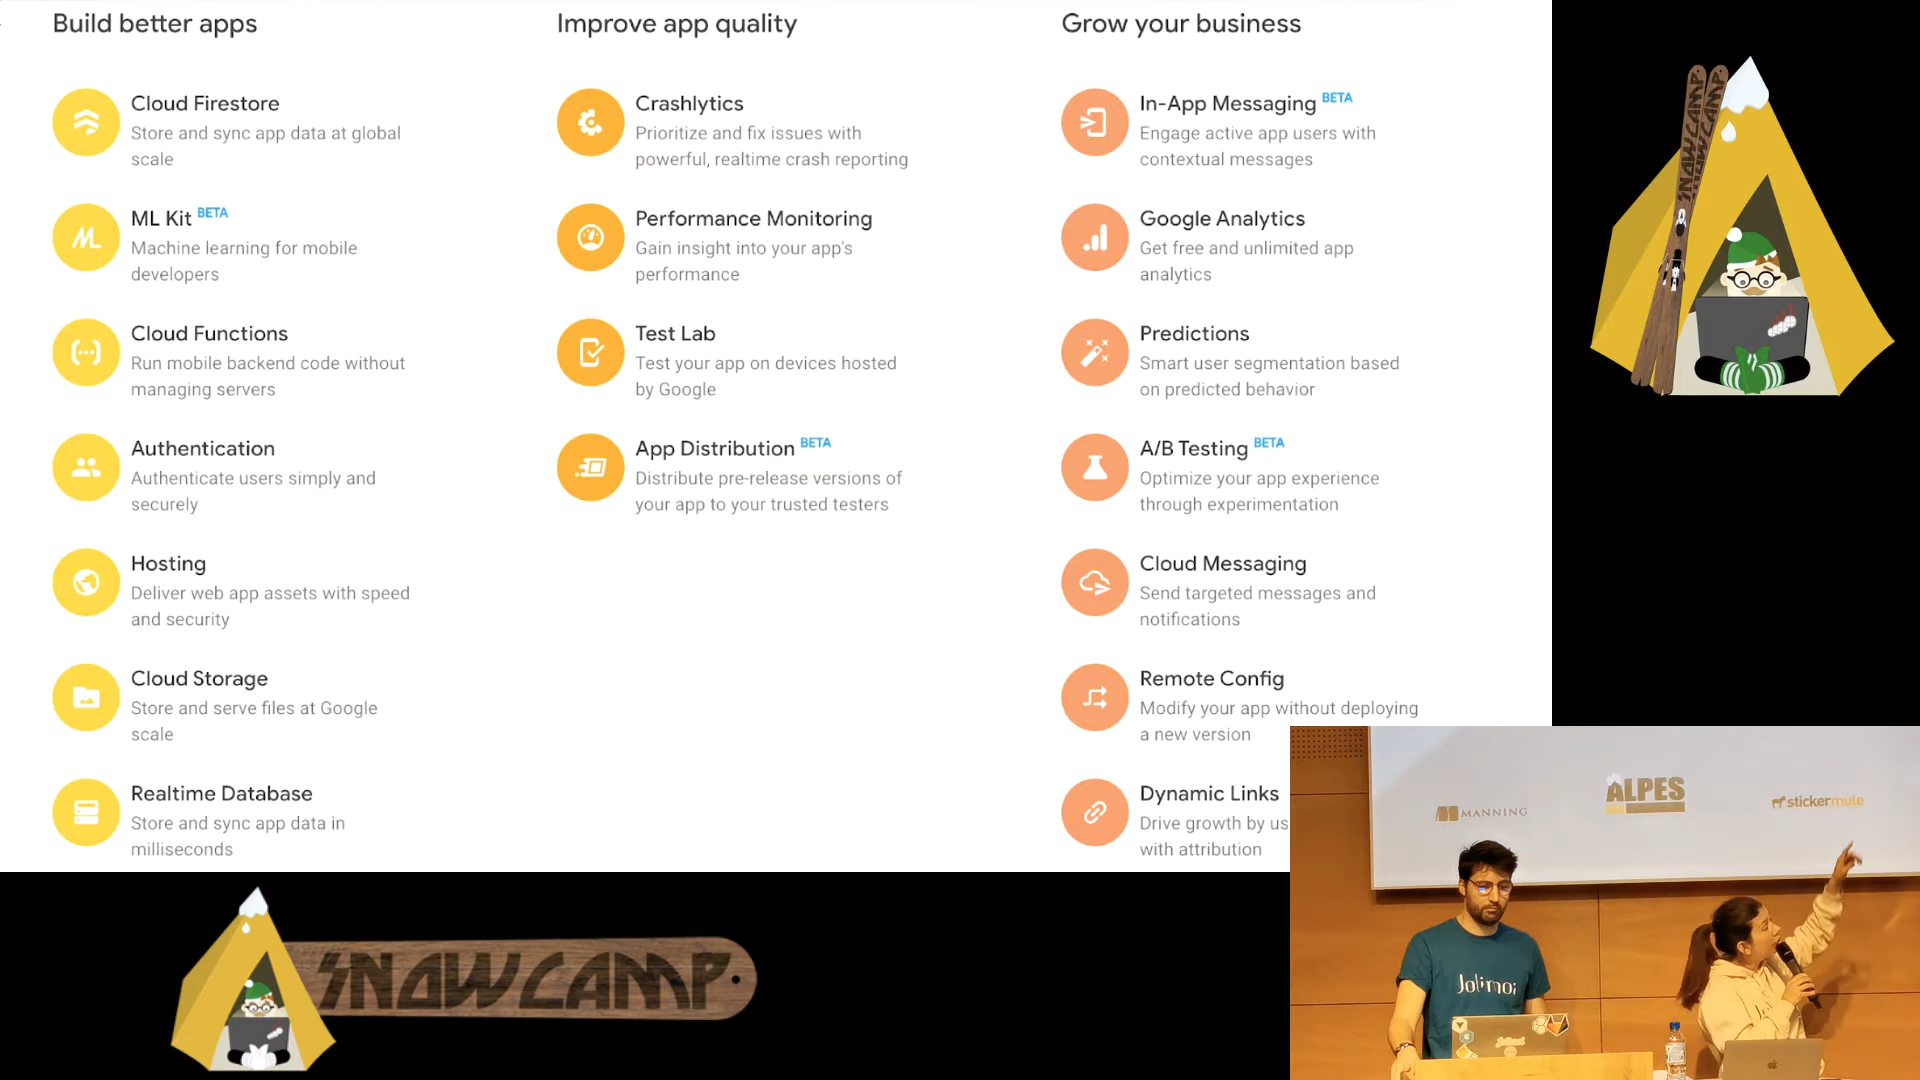 Build better apps
Cloud Firestore
Store and sync app data at global
scale
ML Kit BETA
Machine learning for mobile
developers
Cloud Functions
Run mobile backend code without
managing servers
Authentication
Authenticate users simply and
securely
Hosting
Deliver web app assets with speed
and security
Cloud Storage
Store and serve files at Google
scale
Realtime Database
Store and sync app data in
milliseconds
Improve app quality
Crashlytics
Prioritize and fix issues with
powerful, realtime crash reporting
Performance Monitoring
Gain insight into your app's
performance
Test Lab
Test your app on devices hosted
by Google
App Distribution BETA
Distribute pre-release versions of
your app to your trusted testers
Grow your business
In-App Messaging BETA
Engage active app users with
contextual messages
Google Analytics
Get free and unlimited app
analytics
Predictions
Smart user segmentation based
on predicted behavior
A/B Testing BETA
Optimize your app experience
through experimentation
Cloud Messaging
Send targeted messages and
notifications
Remote Config
Modify your app without deploying
a new version
Dynamic Links
Drive growth by us
with attribution
SNOWCAMP
SNOWCAMP
SNOWCAMP
MANNING
ALPES
stickermule
Jolimoi